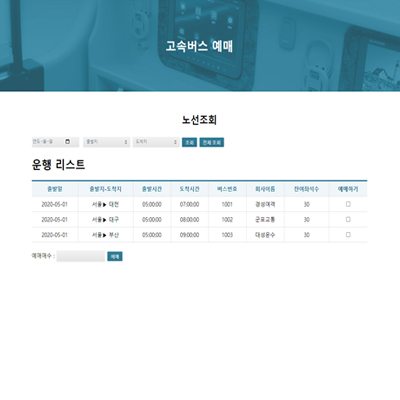 고속버스 예매
노선조회
연도-월-일 출발지 도착지 조회 전체 조회
운행 리스트
출발일 출발지-도착지 출발시간 도착시간 버스번호 회사이름 잔여좌석수 예매하기
2020-05-01 서울▶ 대전 05:00:00 07:00:00 1001 경성여객 30
2020-05-01 서울▶ 대구 05:00:00 08:00:00 1002 군포교통 30
2020-05-01 서울▶ 부산 05:00:00 09:00:00 1003 대성운수 30
예매매수 : 예매